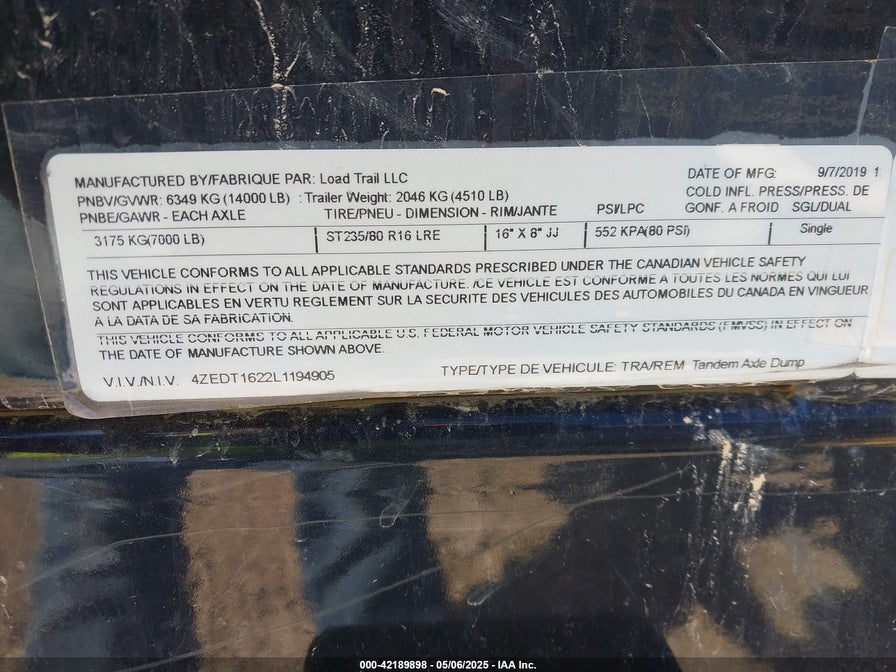 MANUFACTURED BY/FABRIQUE PAR: Load Trail LLC DATE OF MFG: 9/7/2019 1
PNBV/GVWR: 6349 KG (14000 LB) : Trailer Weight: 2046 KG (4510 LB) COLD INFL. PRESS/PRESS. DE
PNBE/GAWR - EACH AXLE TIRE/PNEU - DIMENSION - RIM/JANTE PSI/LPC GONF. A FROID SGL/DUAL
3175 KG(7000 LB) ST235/80 R16 LRE 16" X 8" JJ 552 KPA(80 PSI) Single
THIS VEHICLE CONFORMS TO ALL APPLICABLE STANDARDS PRESCRIBED UNDER THE CANADIAN VEHICLE SAFETY
REGULATIONS IN EFFECT ON THE DATE OF MANUFACTURE. /CE VEHICLE EST CONFORME A TOUTES LES NORMES QUI LUI
SONT APPLICABLES EN VERTU REGLEMENT SUR LA SECURITE DES VEHICULES DES AUTOMOBILES DU CANADA EN VINGUEUR
À LA DATA DE SA FABRICATION.
THIS VEHICLE CONFORMS TO ALL APPLICABLE U.S. FEDERAL MOTOR VEHICLE SAFETY STANDARDS (FMVSS) IN EFFECT ON
THE DATE OF MANUFACTURE SHOWN ABOVE.
V.I.V./N.I.V. 4ZEDT1622L1194905 TYPE/TYPE DE VEHICULE: TRA/REM Tandem Axle Dump
000-42189898 - 05/06/2025 - IAA Inc.